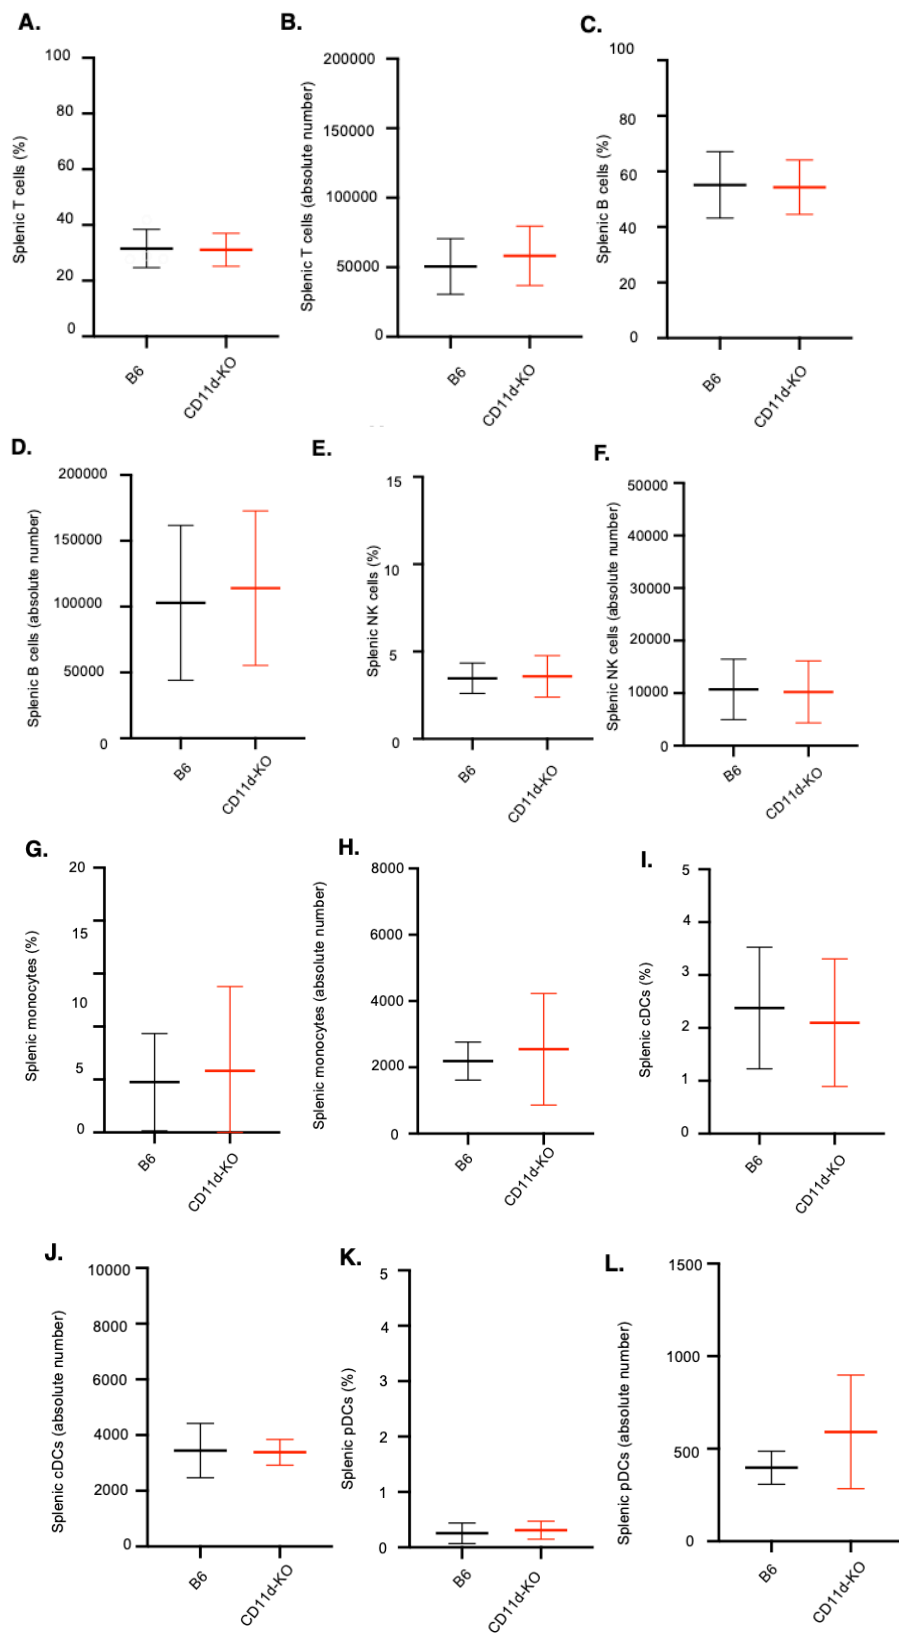 A.
B.
C.
Splenic T cells (%)
100
80
60
40
20
0
B6
CD11d-KO
Splenic T cells (absolute number)
200000
150000
100000
50000
0
B6
CD11d-KO
Splenic B cells (%)
100
80
60
40
20
0
B6
CD11d-KO
D.
E.
F.
Splenic B cells (absolute number)
200000
150000
100000
50000
0
B6
CD11d-KO
Splenic NK cells (%)
15
10
5
0
B6
CD11d-KO
Splenic NK cells (absolute number)
50000
40000
30000
20000
10000
0
B6
CD11d-KO
G.
H.
I.
Splenic monocytes (%)
20
15
10
5
0
B6
CD11d-KO
Splenic monocytes (absolute number)
8000
6000
4000
2000
0
B6
CD11d-KO
Splenic cDCs (%)
5
4
3
2
1
0
B6
CD11d-KO
J.
K.
L.
Splenic cDCs (absolute number)
10000
8000
6000
4000
2000
0
B6
CD11d-KO
Splenic pDCs (%)
5
4
3
2
1
0
B6
CD11d-KO
Splenic pDCs (absolute number)
1500
1000
500
0
B6
CD11d-KO